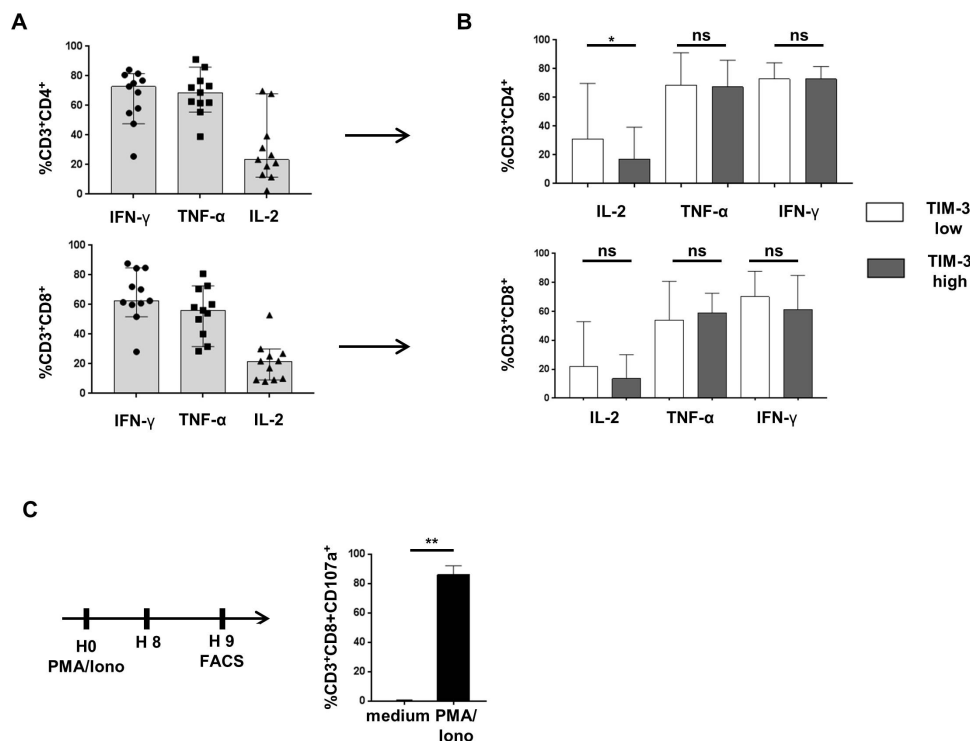 A
B
%CD3⁺CD4⁺
100
80
60
40
20
0
IFN-γ TNF-α IL-2
%CD3⁺CD4⁺
100
80
60
40
20
0
* ns ns
IL-2 TNF-α IFN-γ
TIM-3
low
TIM-3
high
%CD3⁺CD8⁺
100
80
60
40
20
0
IFN-γ TNF-α IL-2
%CD3⁺CD8⁺
100
80
60
40
20
0
ns ns ns
IL-2 TNF-α IFN-γ
C
H0 H 8 H 9
PMA/Iono FACS
%CD3⁺CD8+CD107a⁺
100
80
60
40
20
0
**
medium PMA/
Iono